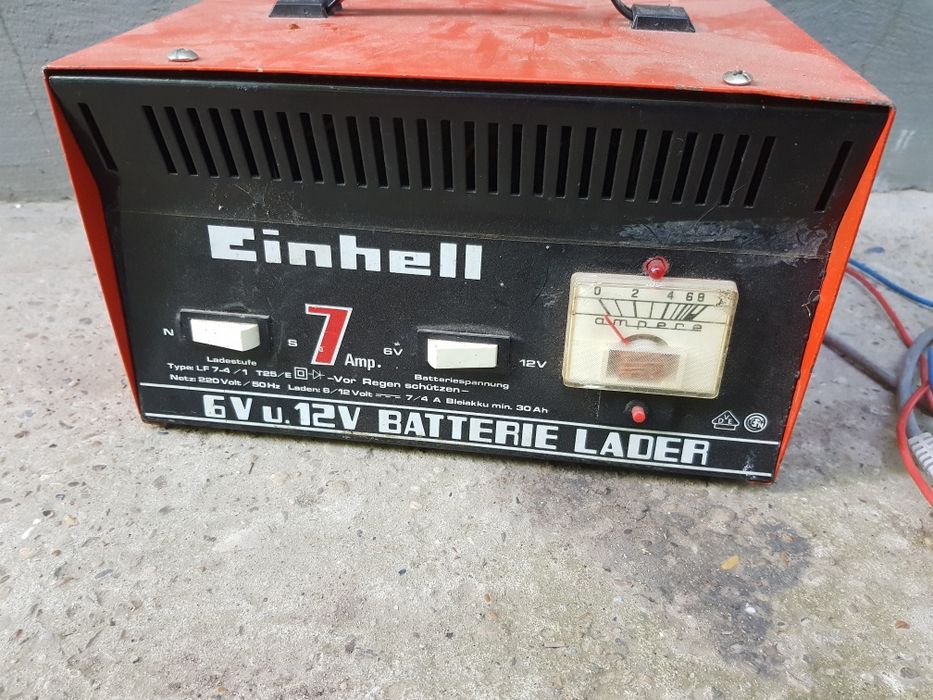 Einhell
0 2 4 6 8
ampere
N S
Ladestufe
7 Amp.
6V 12V
Batteriespannung
Type: LF 7-4/1 T25/E -Vor Regen schützen-
Netz: 220 Volt / 50 Hz Laden: 6/12 Volt 7/4 A Bleiakku min. 30 Ah
6V u. 12V BATTERIE LADER